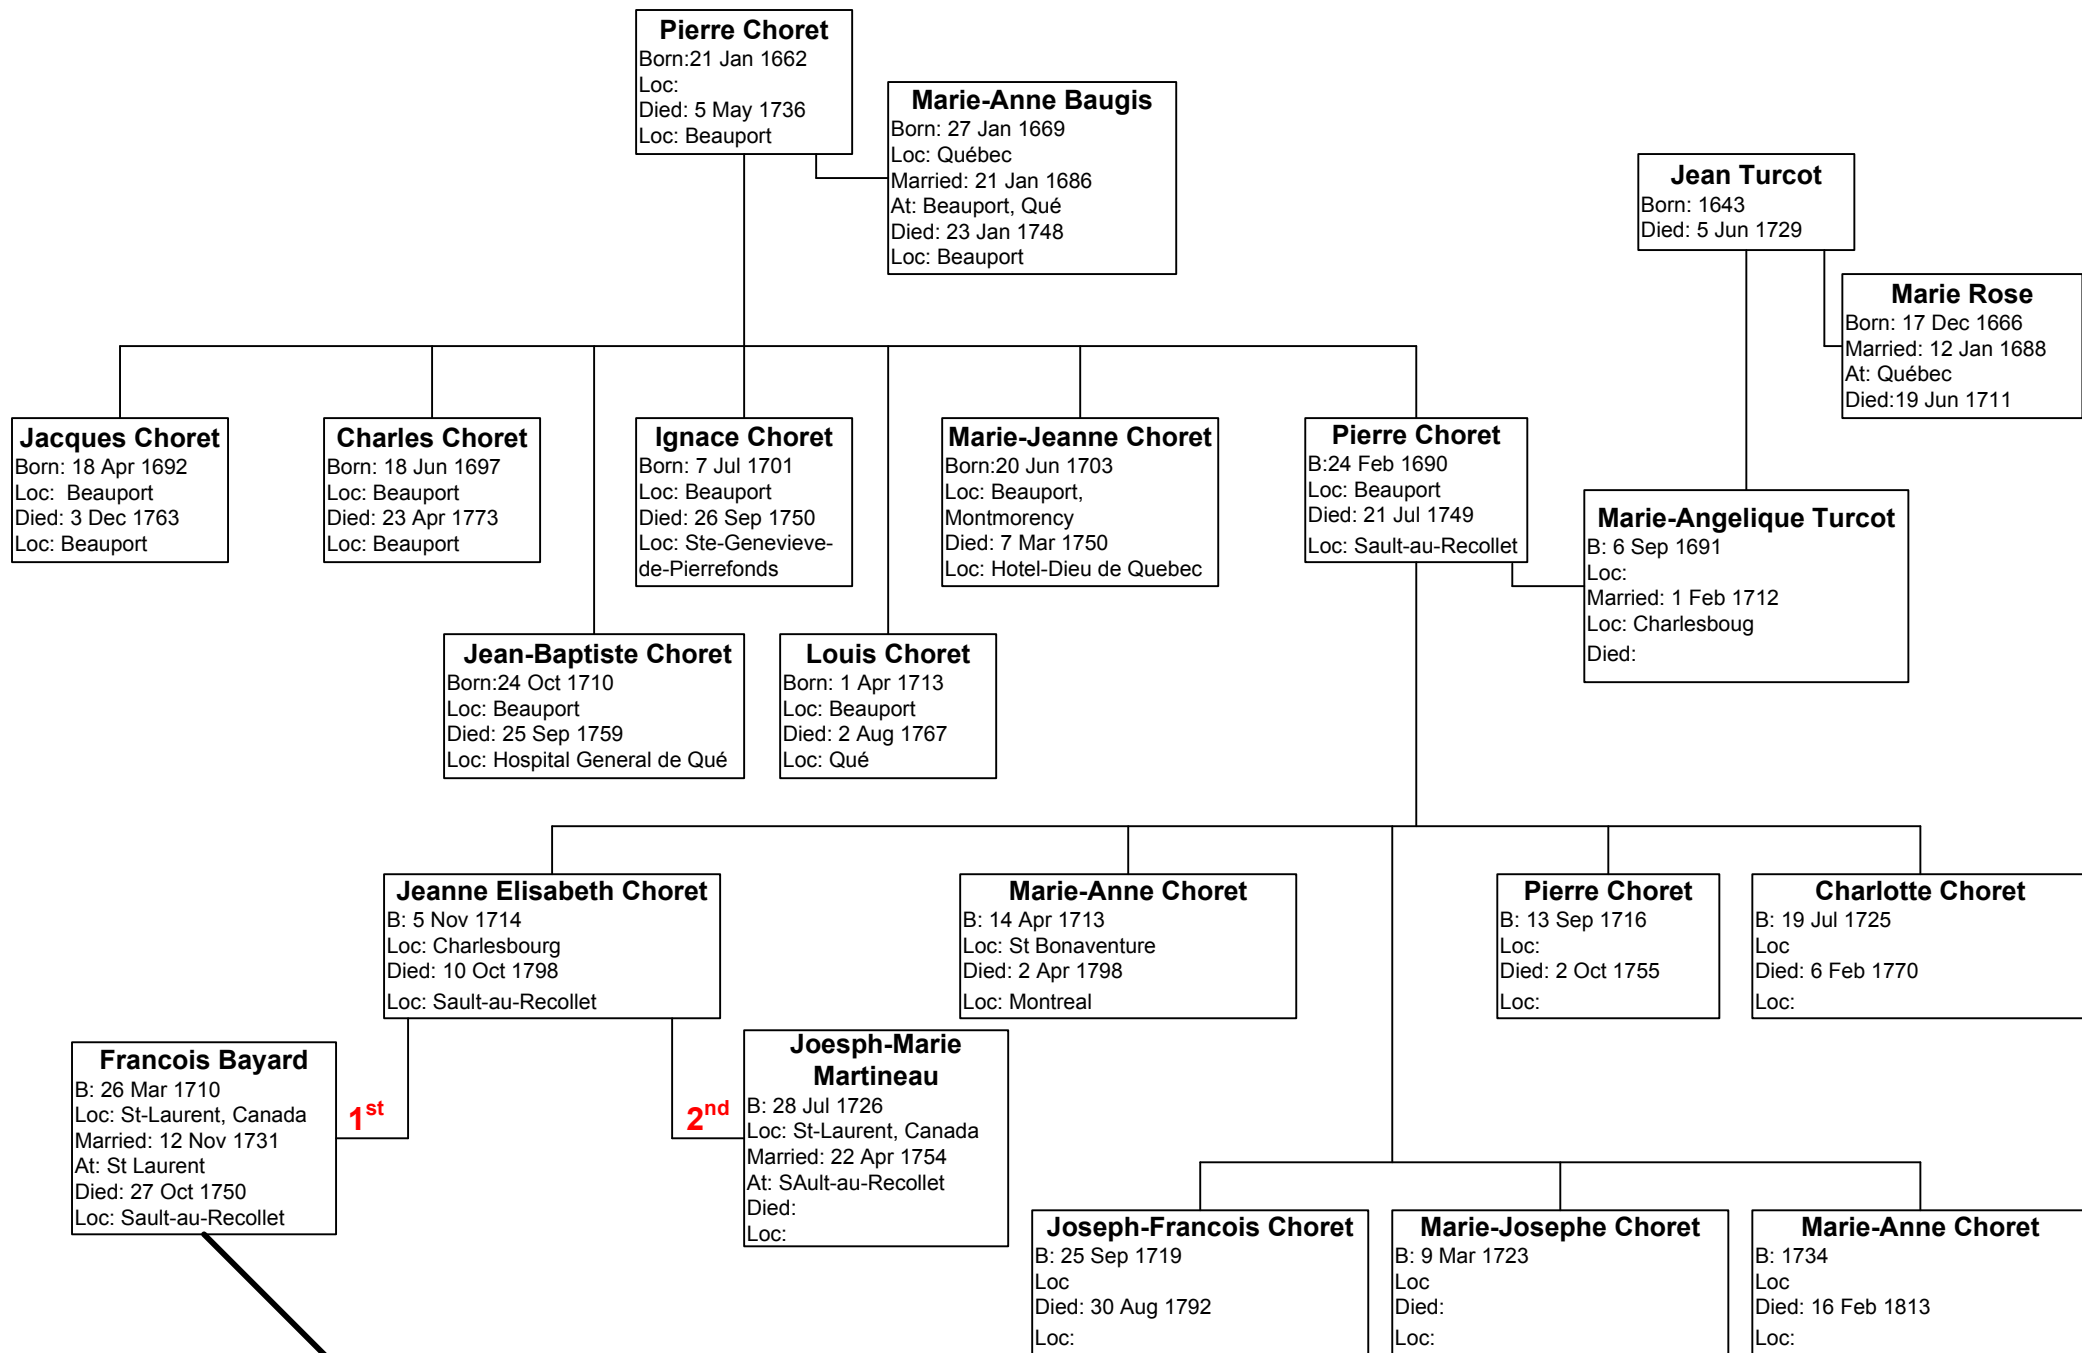 Pierre Choret
Born:21 Jan 1662
Loc:
Died: 5 May 1736
Loc: Beauport
Marie-Anne Baugis
Born: 27 Jan 1669
Loc: Québec
Married: 21 Jan 1686
At: Beauport, Qué
Died: 23 Jan 1748
Loc: Beauport
Jean Turcot
Born: 1643
Died: 5 Jun 1729
Marie Rose
Born: 17 Dec 1666
Married: 12 Jan 1688
At: Québec
Died:19 Jun 1711
Jacques Choret
Born: 18 Apr 1692
Loc: Beauport
Died: 3 Dec 1763
Loc: Beauport
Charles Choret
Born: 18 Jun 1697
Loc: Beauport
Died: 23 Apr 1773
Loc: Beauport
Ignace Choret
Born: 7 Jul 1701
Loc: Beauport
Died: 26 Sep 1750
Loc: Ste-Genevieve-
de-Pierrefonds
Marie-Jeanne Choret
Born:20 Jun 1703
Loc: Beauport,
Montmorency
Died: 7 Mar 1750
Loc: Hotel-Dieu de Quebec
Pierre Choret
B:24 Feb 1690
Loc: Beauport
Died: 21 Jul 1749
Loc: Sault-au-Recollet
Marie-Angelique Turcot
B: 6 Sep 1691
Loc:
Married: 1 Feb 1712
Loc: Charlesboug
Died:
Jean-Baptiste Choret
Born:24 Oct 1710
Loc: Beauport
Died: 25 Sep 1759
Loc: Hospital General de Qué
Louis Choret
Born: 1 Apr 1713
Loc: Beauport
Died: 2 Aug 1767
Loc: Qué
Jeanne Elisabeth Choret
B: 5 Nov 1714
Loc: Charlesbourg
Died: 10 Oct 1798
Loc: Sault-au-Recollet
Marie-Anne Choret
B: 14 Apr 1713
Loc: St Bonaventure
Died: 2 Apr 1798
Loc: Montreal
Pierre Choret
B: 13 Sep 1716
Loc:
Died: 2 Oct 1755
Loc:
Charlotte Choret
B: 19 Jul 1725
Loc
Died: 6 Feb 1770
Loc:
Francois Bayard
B: 26 Mar 1710
Loc: St-Laurent, Canada
Married: 12 Nov 1731
At: St Laurent
Died: 27 Oct 1750
Loc: Sault-au-Recollet
1st
2nd
Joesph-Marie
Martineau
B: 28 Jul 1726
Loc: St-Laurent, Canada
Married: 22 Apr 1754
At: SAult-au-Recollet
Died:
Loc:
Joseph-Francois Choret
B: 25 Sep 1719
Loc
Died: 30 Aug 1792
Loc:
Marie-Josephe Choret
B: 9 Mar 1723
Loc
Died:
Loc:
Marie-Anne Choret
B: 1734
Loc
Died: 16 Feb 1813
Loc: